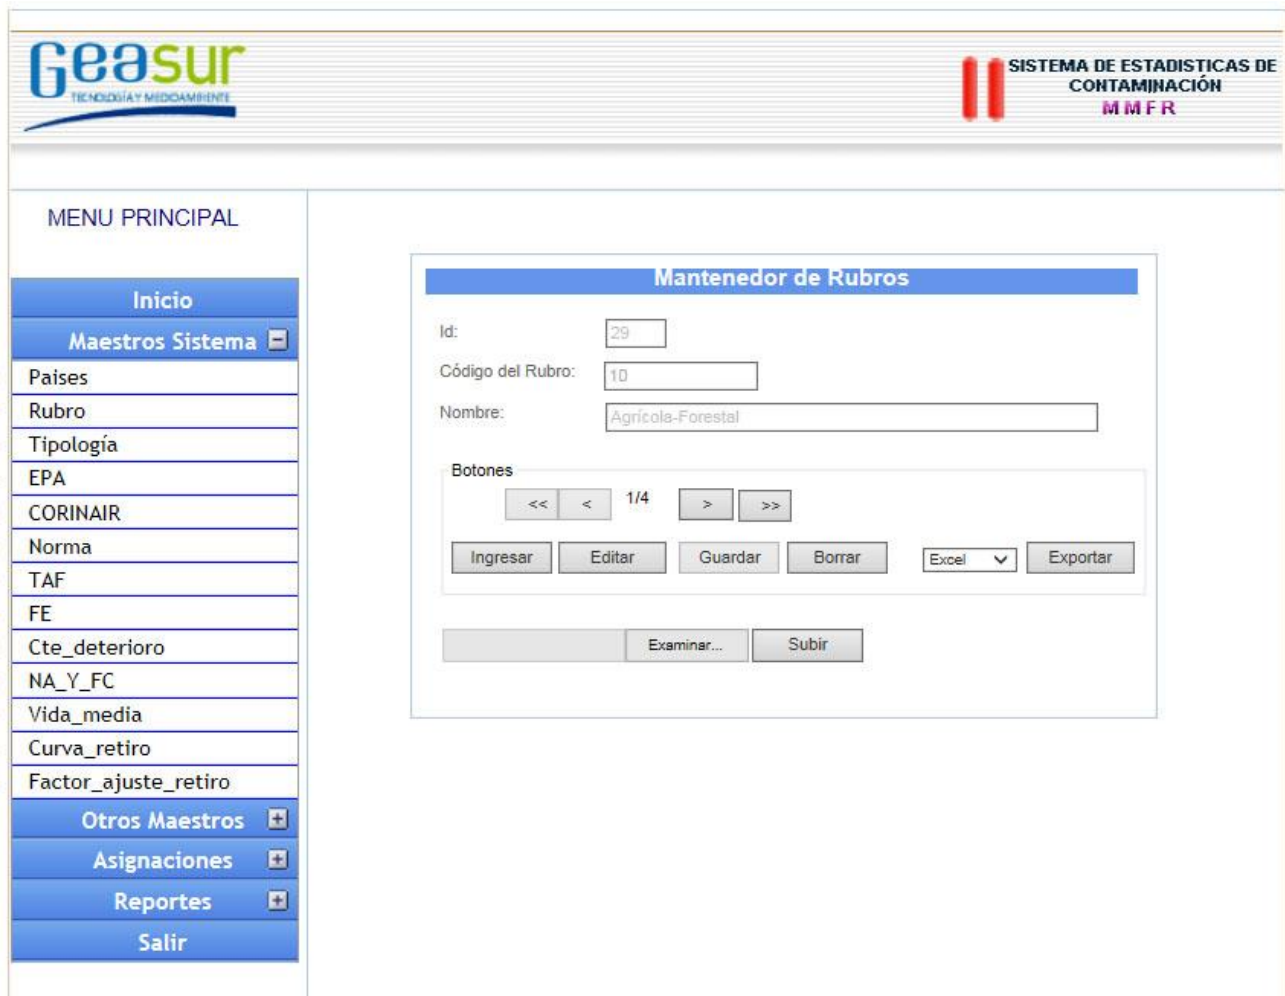 Geasur
TECNOLOGÍA Y MEDIOAMBIENTE
SISTEMA DE ESTADISTICAS DE
CONTAMINACIÓN
MMFR
MENU PRINCIPAL
Inicio
Maestros Sistema
Paises
Rubro
Tipología
EPA
CORINAIR
Norma
TAF
FE
Cte_deterioro
NA_Y_FC
Vida_media
Curva_retiro
Factor_ajuste_retiro
Otros Maestros
Asignaciones
Reportes
Salir
Mantenedor de Rubros
Id: 29
Código del Rubro: 10
Nombre: Agrícola-Forestal
Botones
<< < 1/4 > >>
Ingresar Editar Guardar Borrar Excel Exportar
Examinar... Subir